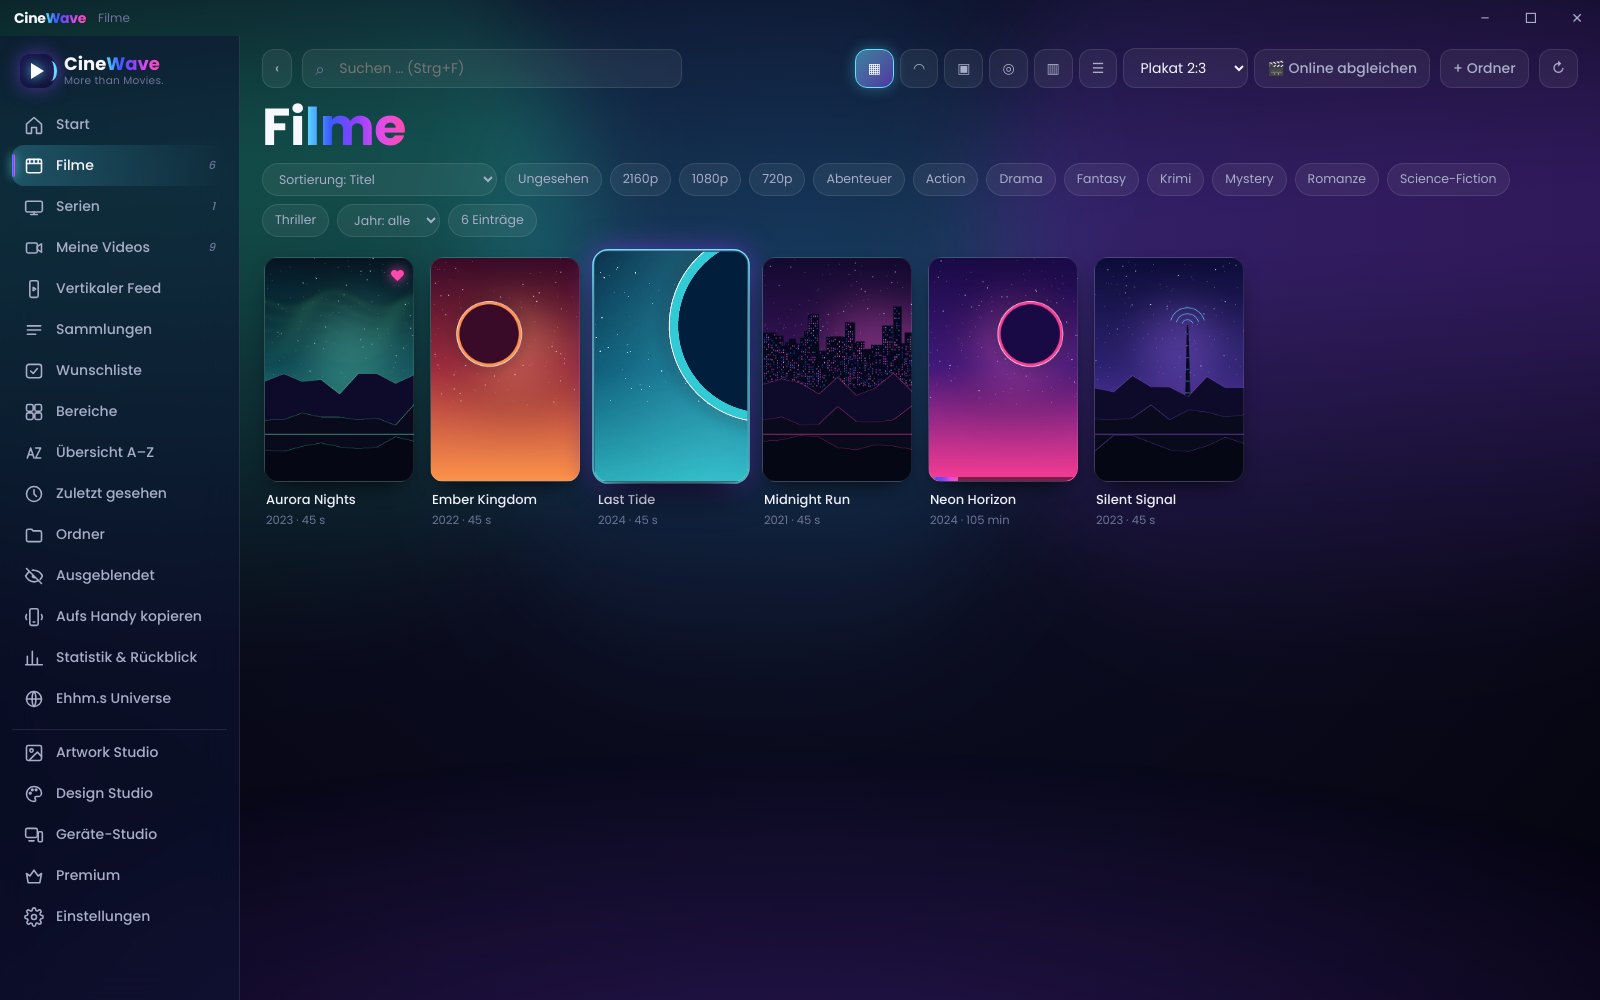 CineWave Filme
CineWave
More than Movies.
Start
Filme 6
Serien 1
Meine Videos 9
Vertikaler Feed
Sammlungen
Wunschliste
Bereiche
Übersicht A–Z
Zuletzt gesehen
Ordner
Ausgeblendet
Aufs Handy kopieren
Statistik & Rückblick
Ehhm.s Universe
Artwork Studio
Design Studio
Geräte-Studio
Premium
Einstellungen
Suchen … (Strg+F)
Plakat 2:3
Online abgleichen
+ Ordner
Filme
Sortierung: Titel
Ungesehen
2160p
1080p
720p
Abenteuer
Action
Drama
Fantasy
Krimi
Mystery
Romanze
Science-Fiction
Thriller
Jahr: alle
6 Einträge
Aurora Nights
2023 · 45 s
Ember Kingdom
2022 · 45 s
Last Tide
2024 · 45 s
Midnight Run
2021 · 45 s
Neon Horizon
2024 · 105 min
Silent Signal
2023 · 45 s